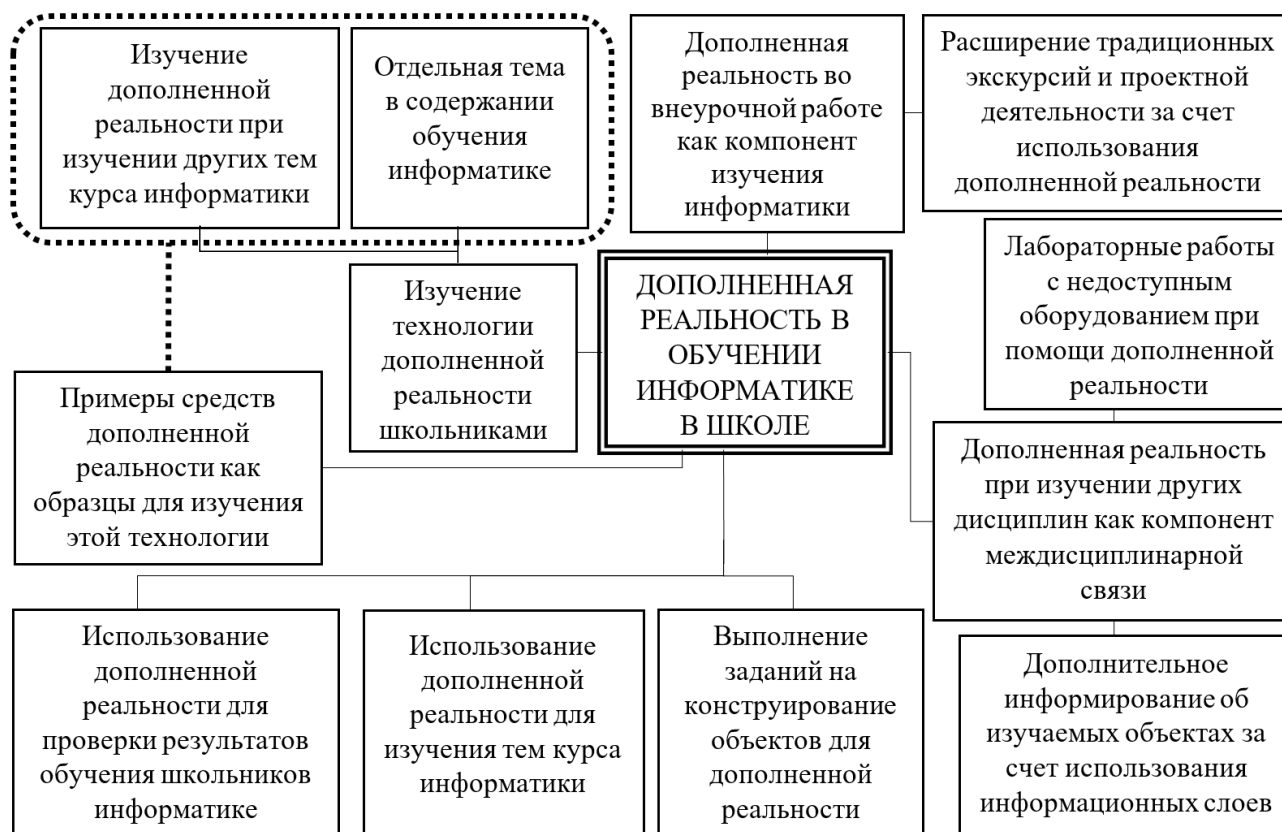 Изучение
дополненной
реальности при
изучении других тем
курса информатики
Отдельная тема
в содержании
обучения
информатике
Дополненная
реальность во
внеурочной работе
как компонент
изучения
информатики
Расширение традиционных
экскурсий и проектной
деятельности за счет
использования
дополненной реальности
Изучение
технологии
дополненной
реальности
школьниками
ДОПОЛНЕННАЯ
РЕАЛЬНОСТЬ В
ОБУЧЕНИИ
ИНФОРМАТИКЕ
В ШКОЛЕ
Лабораторные работы
с недоступным
оборудованием при
помощи дополненной
реальности
Примеры средств
дополненной
реальности как
образцы для изучения
этой технологии
Дополненная реальность
при изучении других
дисциплин как компонент
междисциплинарной
связи
Использование
дополненной
реальности для
проверки результатов
обучения школьников
информатике
Использование
дополненной
реальности для
изучения тем курса
информатики
Выполнение
заданий на
конструирование
объектов для
дополненной
реальности
Дополнительное
информирование об
изучаемых объектах за
счет использования
информационных слоев